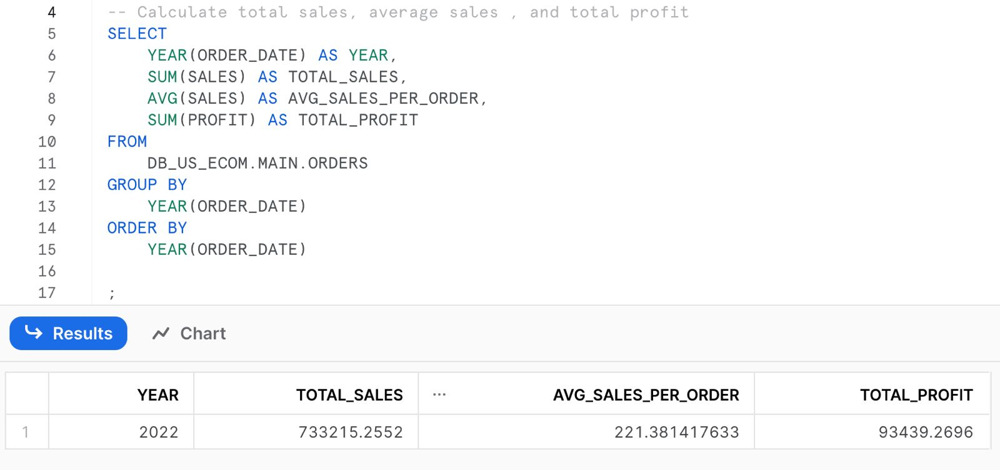 4 -- Calculate total sales, average sales , and total profit
5 SELECT
6 YEAR(ORDER_DATE) AS YEAR,
7 SUM(SALES) AS TOTAL_SALES,
8 AVG(SALES) AS AVG_SALES_PER_ORDER,
9 SUM(PROFIT) AS TOTAL_PROFIT
10 FROM
11 DB_US_ECOM.MAIN.ORDERS
12 GROUP BY
13 YEAR(ORDER_DATE)
14 ORDER BY
15 YEAR(ORDER_DATE)
16
17 ;
Results Chart
YEAR TOTAL_SALES ... AVG_SALES_PER_ORDER TOTAL_PROFIT
1 2022 733215.2552 221.381417633 93439.2696